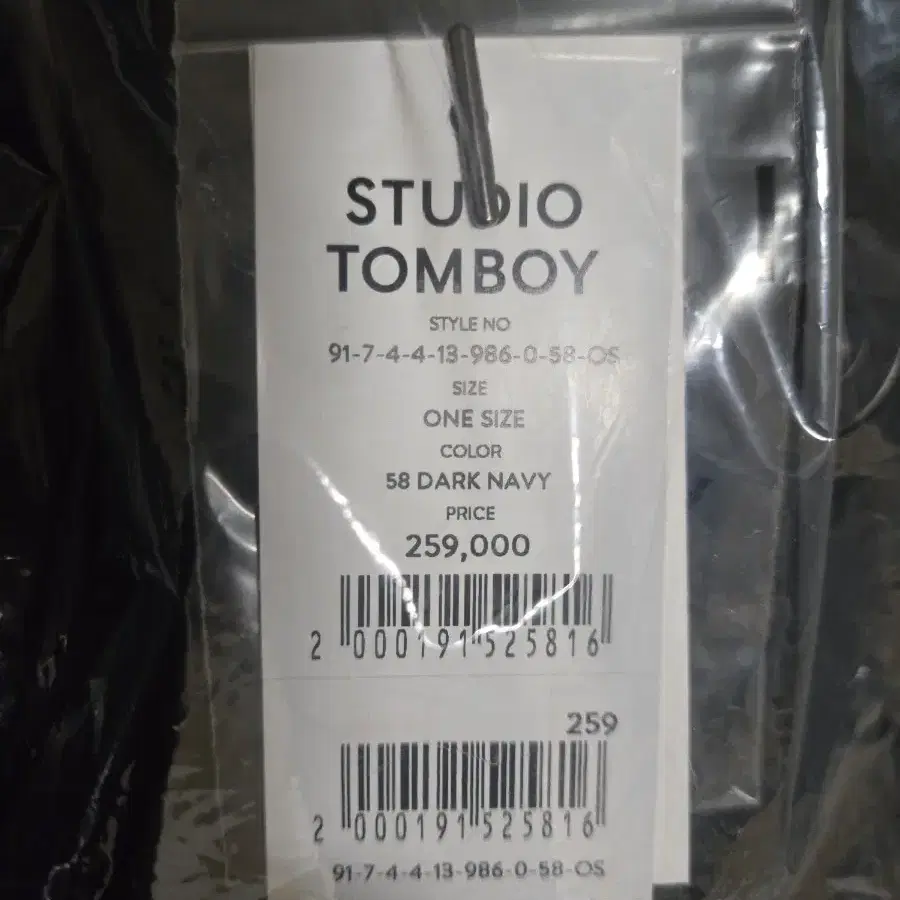 STUDIO
TOMBOY
STYLE NO
91-7-4-4-13-986-0-58-OS
SIZE
ONE SIZE
COLOR
58 DARK NAVY
PRICE
259,000
2 000191 525816
259
2 000191 525816
91-7-4-4-13-986-0-58-OS